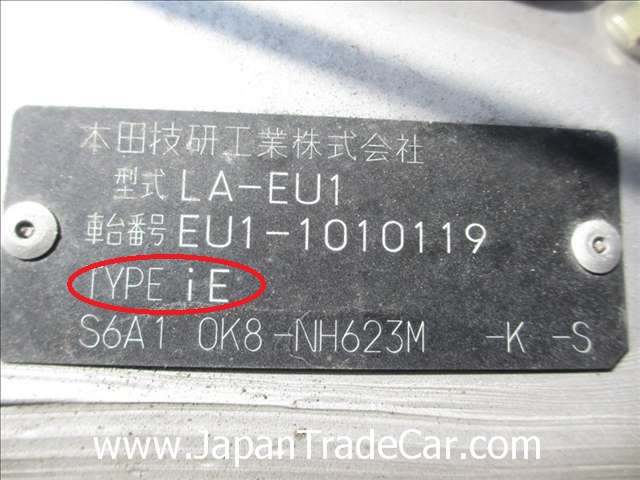 本田技研工業株式会社
型式 LA-EU1
車台番号 EU1-1010119
TYPE iE
S6A1 0K8-NH623M -K -S
www.JapanTradeCar.com